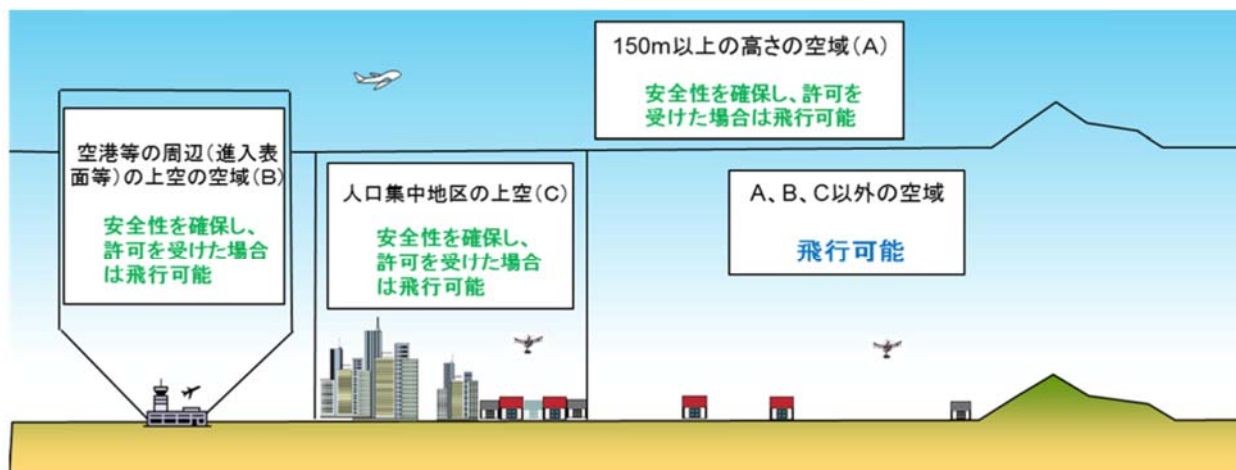 150m以上の高さの空域(A)
安全性を確保し、許可を
受けた場合は飛行可能
空港等の周辺(進入表
面等)の上空の空域(B)
安全性を確保し、
許可を受けた場合
は飛行可能
人口集中地区の上空(C)
安全性を確保し、
許可を受けた場合
は飛行可能
A、B、C以外の空域
飛行可能